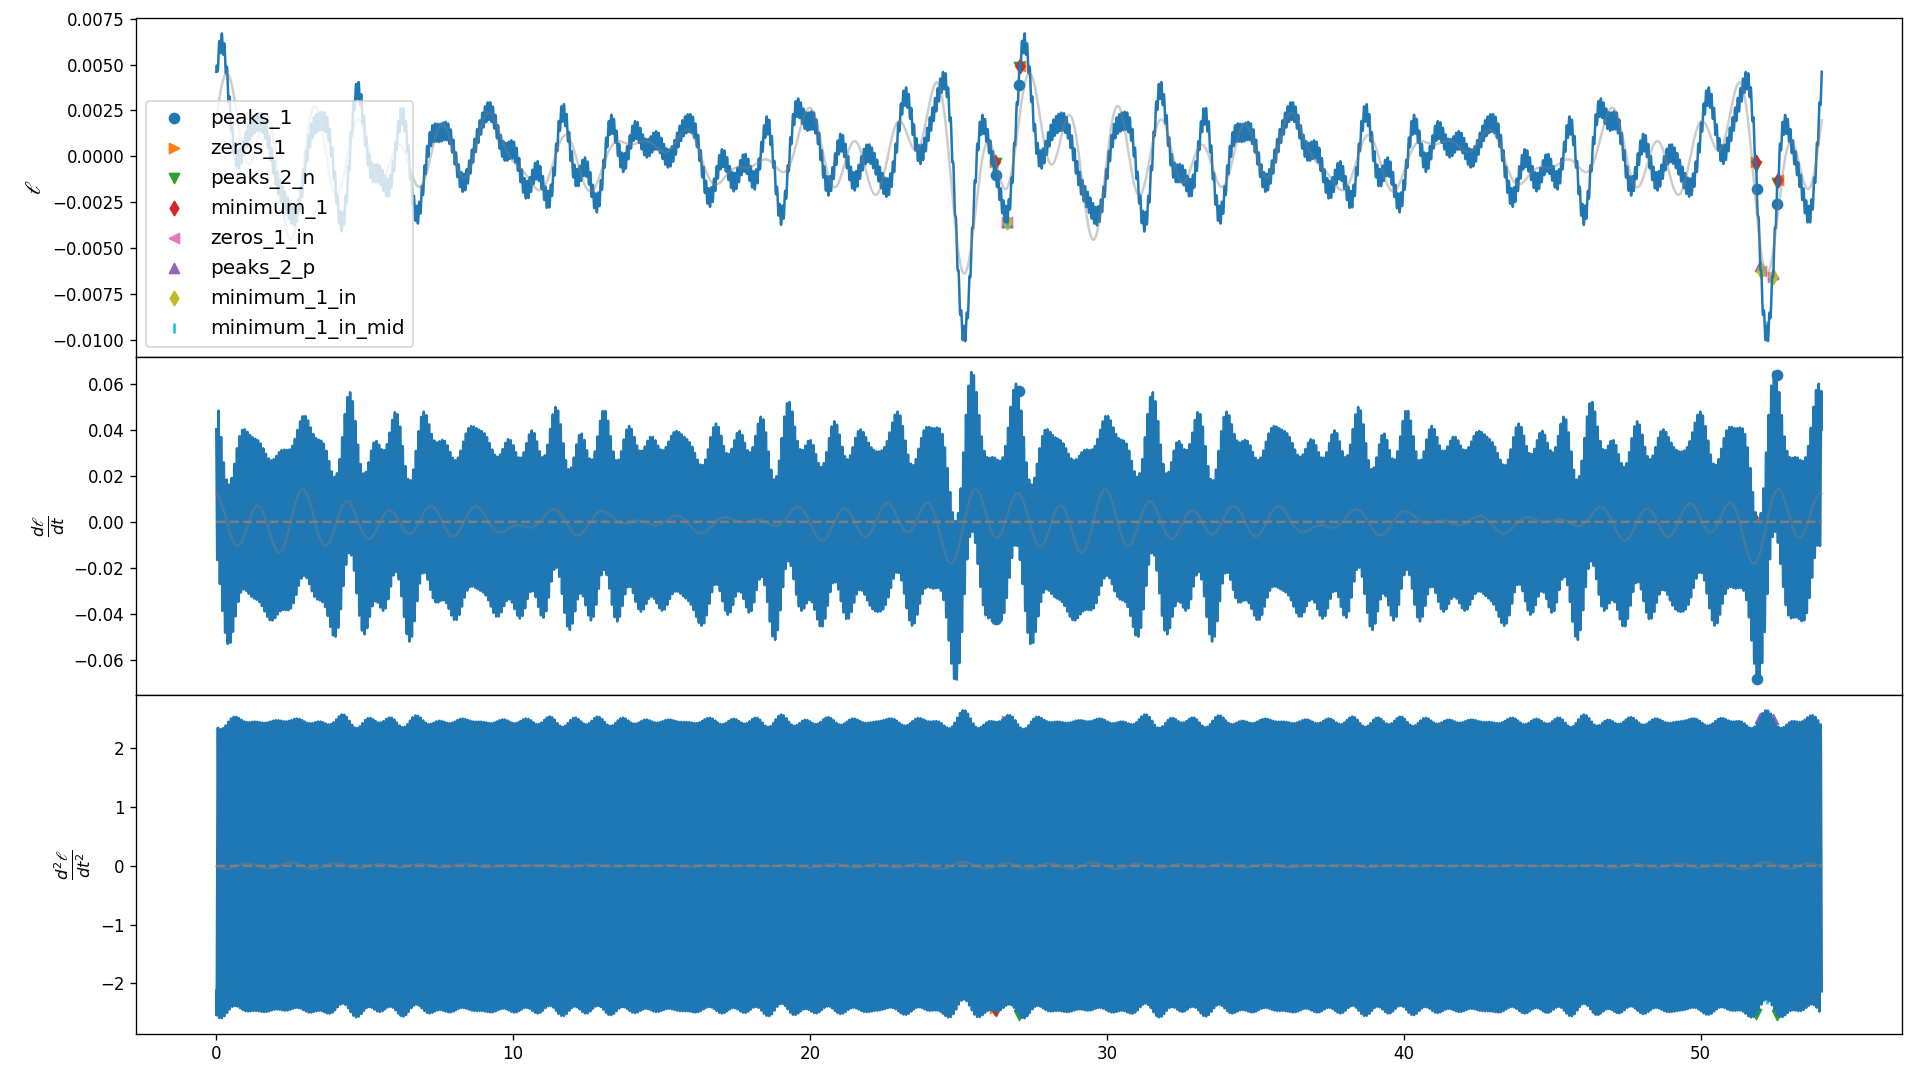 0.0075
0.0050
0.0025
0.0000
−0.0025
−0.0050
−0.0075
−0.0100
ℓ
peaks_1
zeros_1
peaks_2_n
minimum_1
zeros_1_in
peaks_2_p
minimum_1_in
minimum_1_in_mid
0.06
0.04
0.02
0.00
−0.02
−0.04
−0.06
dℓ
dt
2
1
0
−1
−2
d²ℓ
dt²
0 10 20 30 40 50